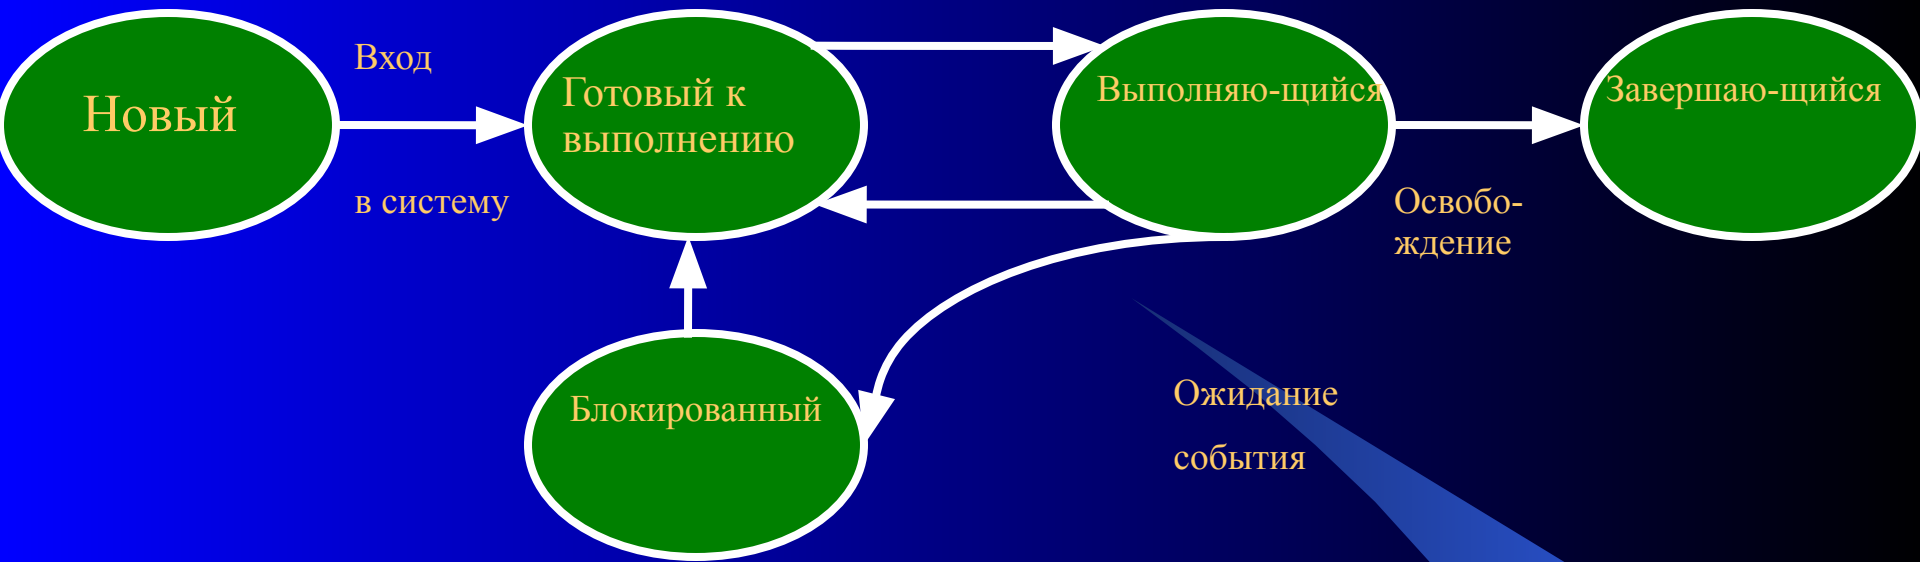 Новый
Вход
в систему
Готовый к
выполнению
Выполняю-щийся
Освобо-
ждение
Завершаю-щийся
Блокированный
Ожидание
события